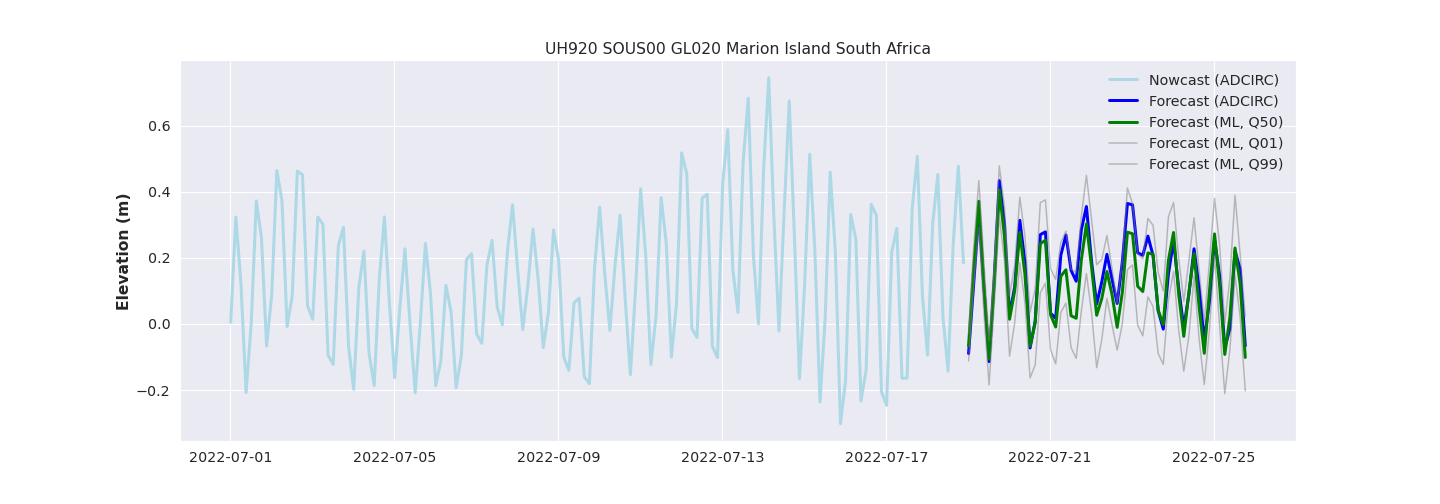 UH920 SOUS00 GL020 Marion Island South Africa
Nowcast (ADCIRC)
Forecast (ADCIRC)
Forecast (ML, Q50)
Forecast (ML, Q01)
Forecast (ML, Q99)
Elevation (m)
0.6
0.4
0.2
0.0
−0.2
2022-07-01 2022-07-05 2022-07-09 2022-07-13 2022-07-17 2022-07-21 2022-07-25